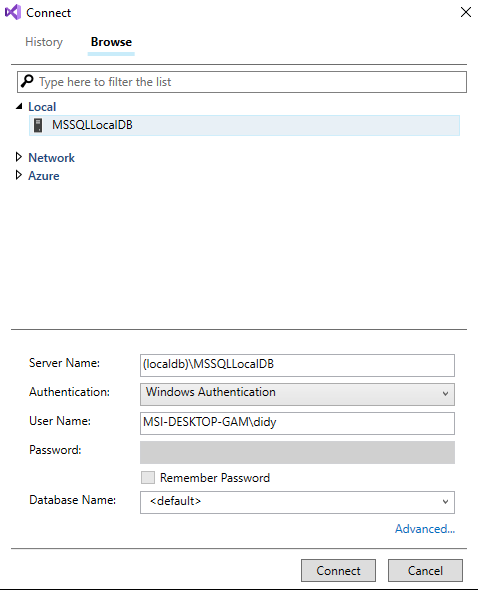 Connect
History Browse
Type here to filter the list
Local
MSSQLLocalDB
Network
Azure
Server Name: (localdb)\MSSQLLocalDB
Authentication: Windows Authentication
User Name: MSI-DESKTOP-GAM\didy
Password:
Remember Password
Database Name: <default>
Advanced...
Connect Cancel